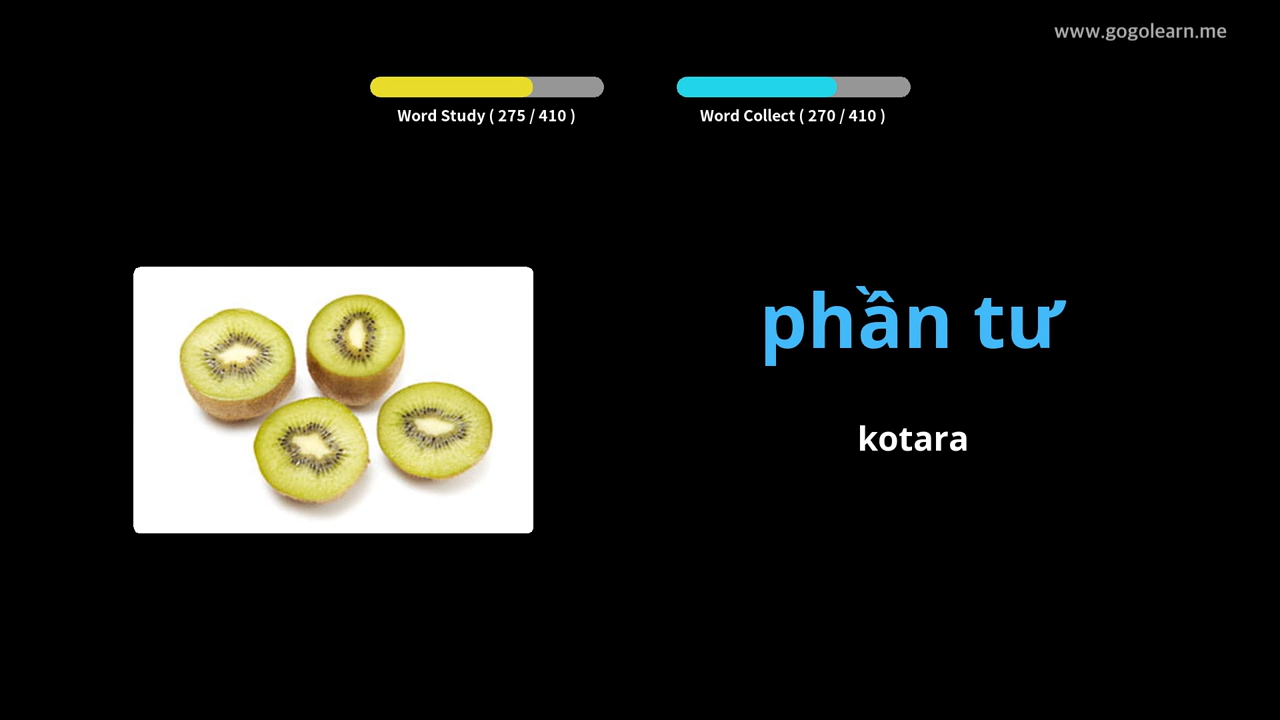 www.gogolearn.me
Word Study ( 275 / 410 )
Word Collect ( 270 / 410 )
phần tư
kotara